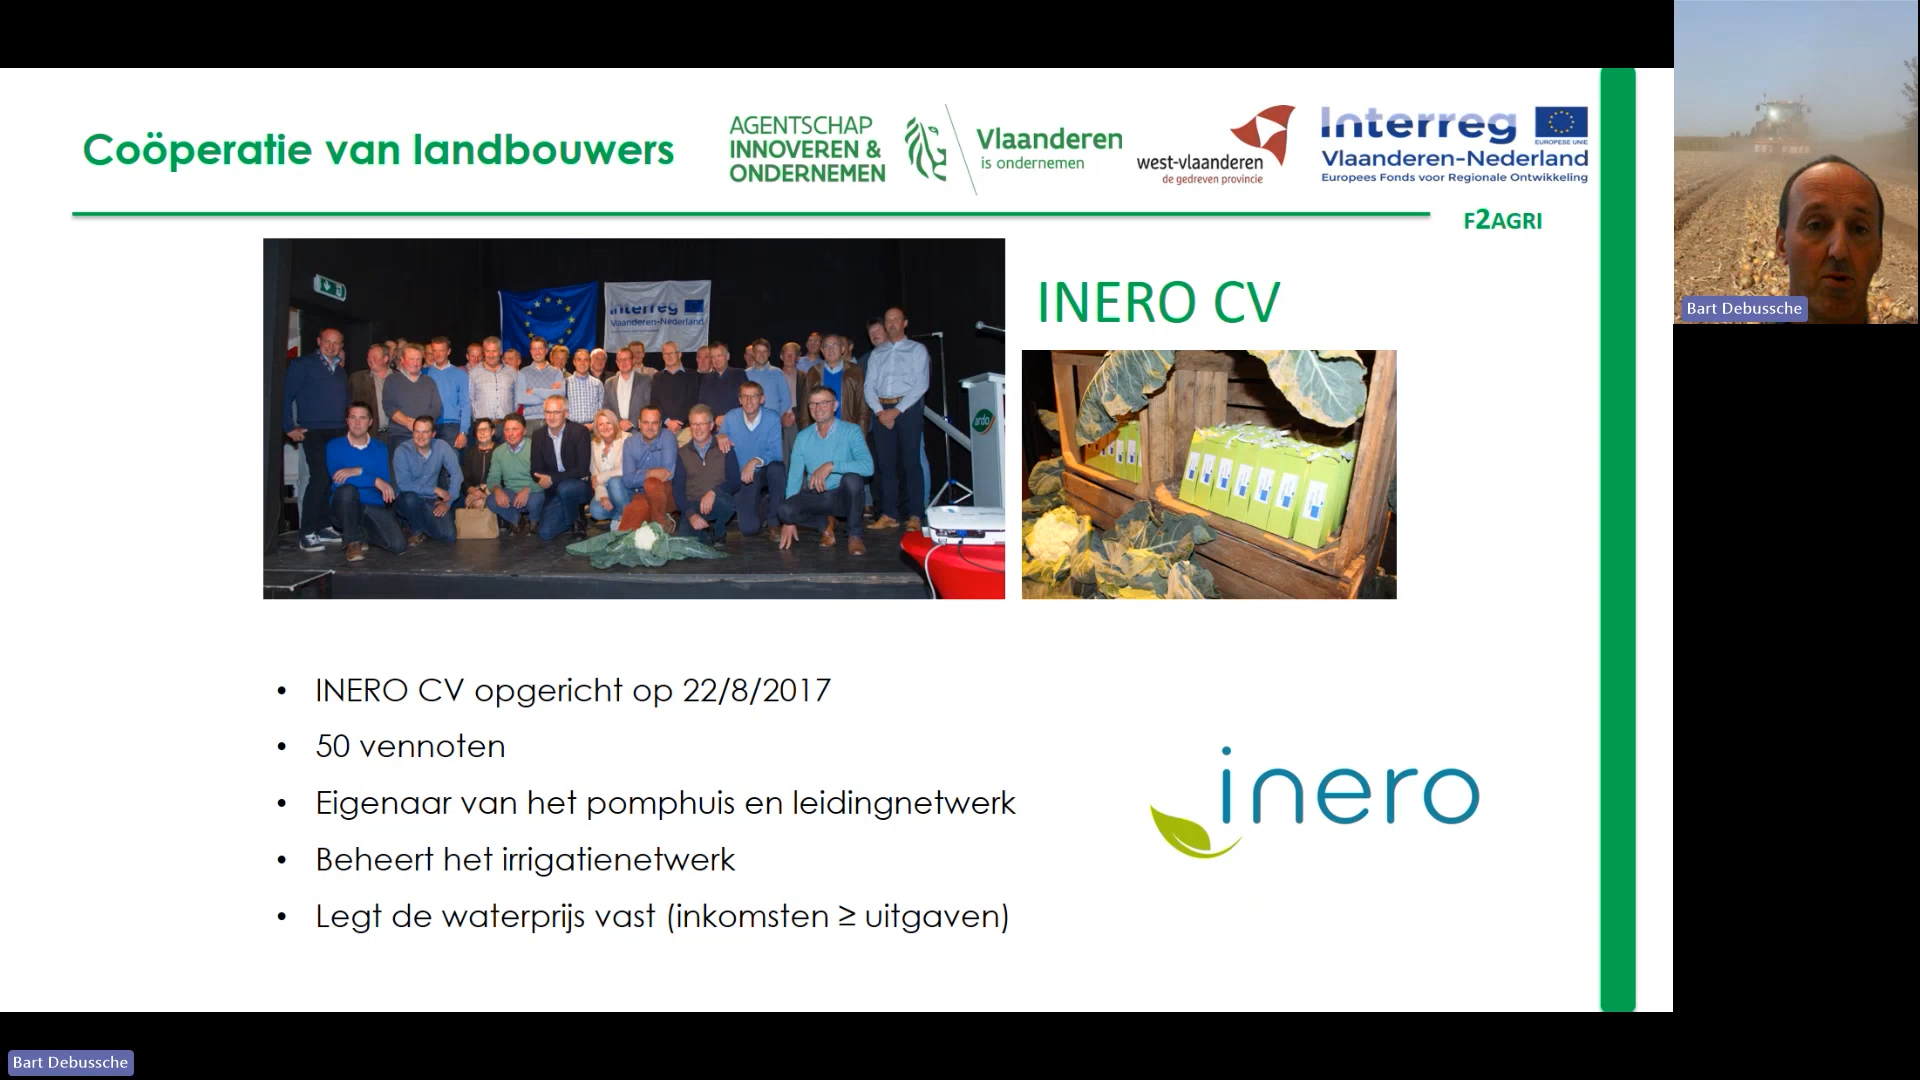 Coöperatie van landbouwers
AGENTSCHAP
INNOVEREN &
ONDERNEMEN
Vlaanderen
is ondernemen
west-vlaanderen
de gedreven provincie
Interreg
EUROPESE UNIE
Vlaanderen-Nederland
Europees Fonds voor Regionale Ontwikkeling
F2AGRI
Interreg
Vlaanderen-Nederland
ardo
INERO CV
• INERO CV opgericht op 22/8/2017
• 50 vennoten
• Eigenaar van het pomphuis en leidingnetwerk
• Beheert het irrigatienetwerk
• Legt de waterprijs vast (inkomsten ≥ uitgaven)
inero
Bart Debussche
Bart Debussche